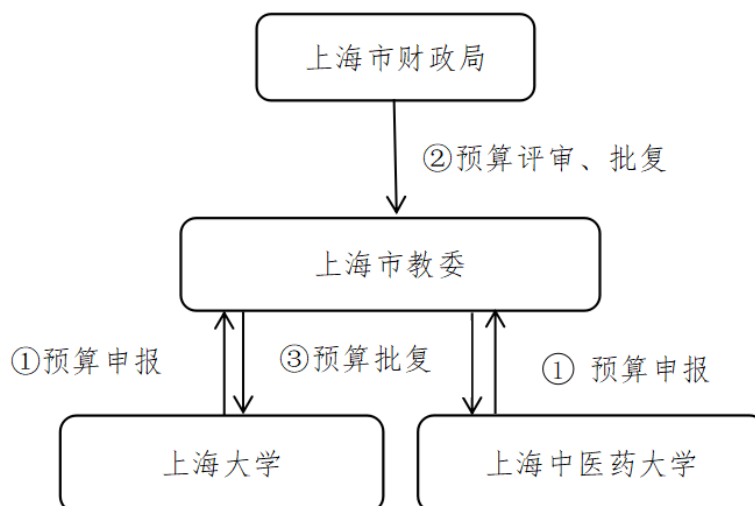 上海市财政局
②预算评审、批复
上海市教委
①预算申报
③预算批复
① 预算申报
上海大学
上海中医药大学